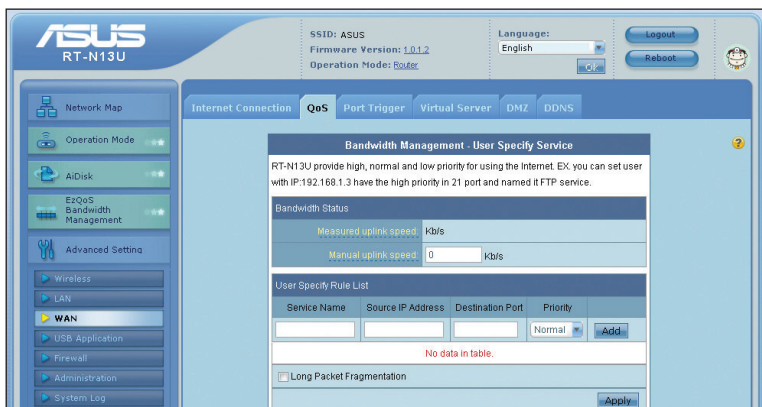 ASUS
RT-N13U
SSID: ASUS
Firmware Version: 1.0.1.2
Operation Mode: Router
Language:
English
Ok
Logout
Reboot
Network Map
Operation Mode
AiDisk
EzQoS
Bandwidth
Management
Advanced Setting
Wireless
LAN
WAN
USB Application
Firewall
Administration
System Log
Internet Connection
QoS
Port Trigger
Virtual Server
DMZ
DDNS
?
Bandwidth Management - User Specify Service
RT-N13U provide high, normal and low priority for using the Internet. EX. you can set user
with IP:192.168.1.3 have the high priority in 21 port and named it FTP service.
Bandwidth Status
Measured uplink speed: Kb/s
Manual uplink speed: 0 Kb/s
User Specify Rule List
Service Name Source IP Address Destination Port Priority
Normal Add
No data in table.
Long Packet Fragmentation
Apply